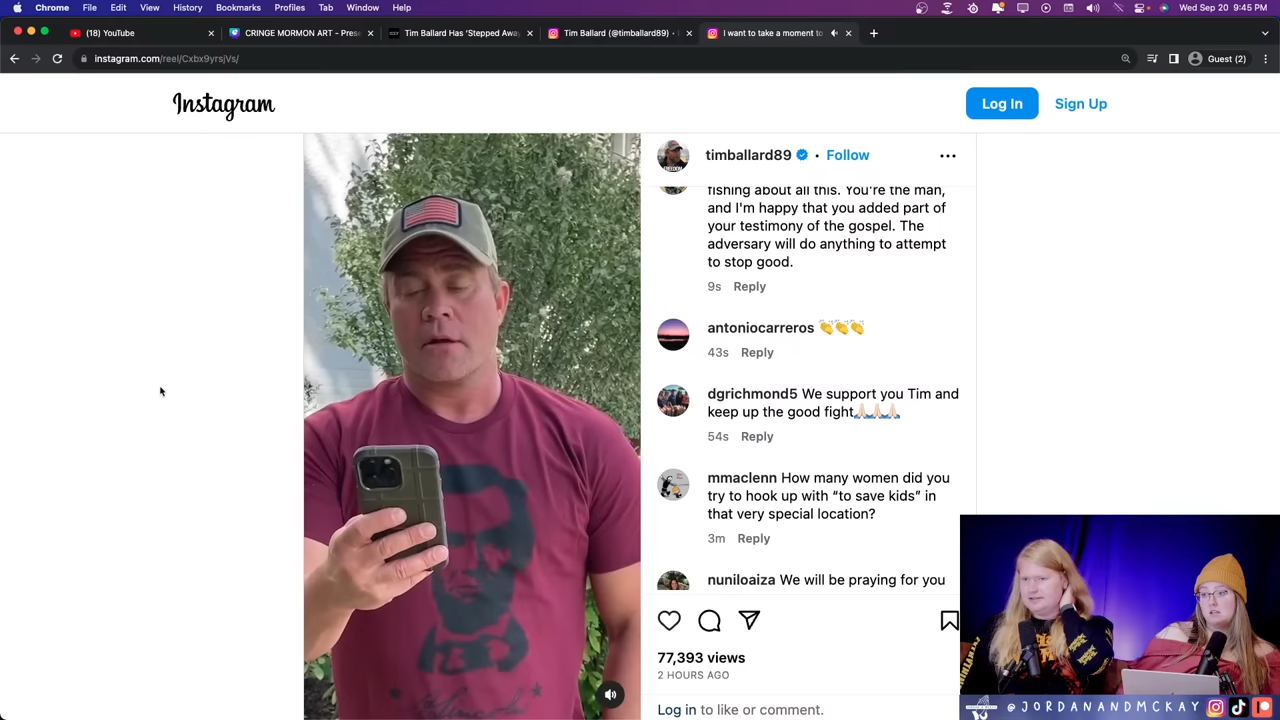 Chrome File Edit View History Bookmarks Profiles Tab Window Help Wed Sep 20 9:45 PM
(18) YouTube CRINGE MORMON ART - Prese Tim Ballard Has 'Stepped Away Tim Ballard (@timballard89) • I want to take a moment to
instagram.com/reel/Cxbx9yrsjVs/ Guest (2)
Instagram Log In Sign Up
timballard89 • Follow
fishing about all this. You're the man,
and I'm happy that you added part of
your testimony of the gospel. The
adversary will do anything to attempt
to stop good.
9s Reply
antoniocarreros 👏🏻👏🏻👏🏻
43s Reply
dgrichmond5 We support you Tim and
keep up the good fight🙏🏻🙏🏻🙏🏻
54s Reply
mmaclenn How many women did you
try to hook up with “to save kids” in
that very special location?
3m Reply
nuniloaiza We will be praying for you
77,393 views
2 HOURS AGO
Log in to like or comment.
@JORDANANDMCKAY